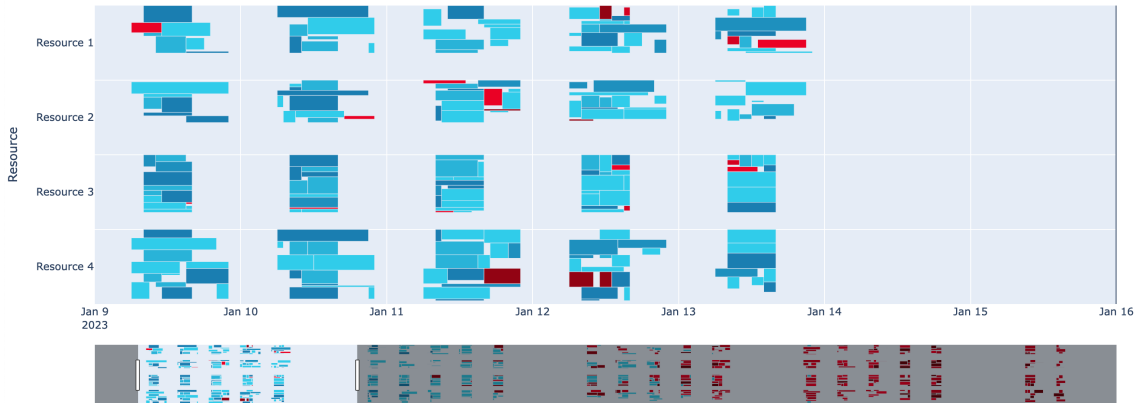 Resource
Resource 1
Resource 2
Resource 3
Resource 4
Jan 9
2023
Jan 10
Jan 11
Jan 12
Jan 13
Jan 14
Jan 15
Jan 16